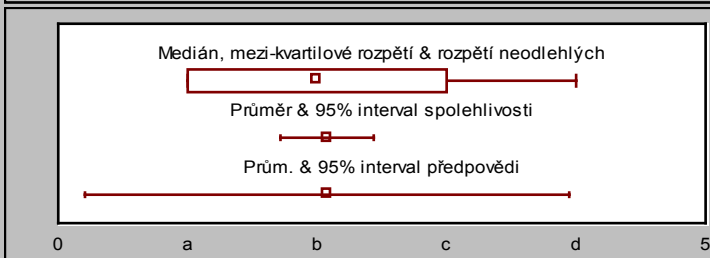 Medián, mezi-kvartilové rozpětí & rozpětí neodlehlých
Průměr & 95% interval spolehlivosti
Prům. & 95% interval předpovědi
0 a b c d 5